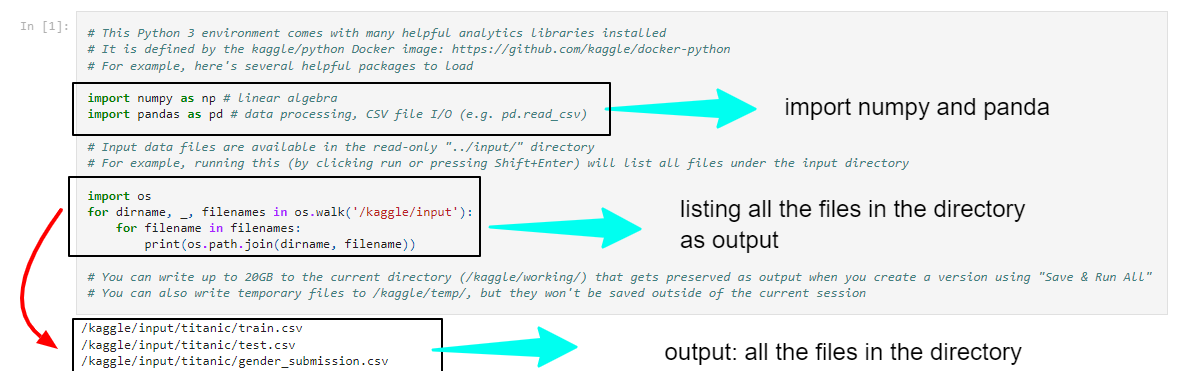 In [1]:
# This Python 3 environment comes with many helpful analytics libraries installed
# It is defined by the kaggle/python Docker image: https://github.com/kaggle/docker-python
# For example, here's several helpful packages to load
import numpy as np # linear algebra
import pandas as pd # data processing, CSV file I/O (e.g. pd.read_csv)
import numpy and panda
# Input data files are available in the read-only "../input/" directory
# For example, running this (by clicking run or pressing Shift+Enter) will list all files under the input directory
import os
for dirname, _, filenames in os.walk('/kaggle/input'):
    for filename in filenames:
        print(os.path.join(dirname, filename))
listing all the files in the directory
as output
# You can write up to 20GB to the current directory (/kaggle/working/) that gets preserved as output when you create a version using "Save & Run All"
# You can also write temporary files to /kaggle/temp/, but they won't be saved outside of the current session
/kaggle/input/titanic/train.csv
/kaggle/input/titanic/test.csv
/kaggle/input/titanic/gender_submission.csv
output: all the files in the directory